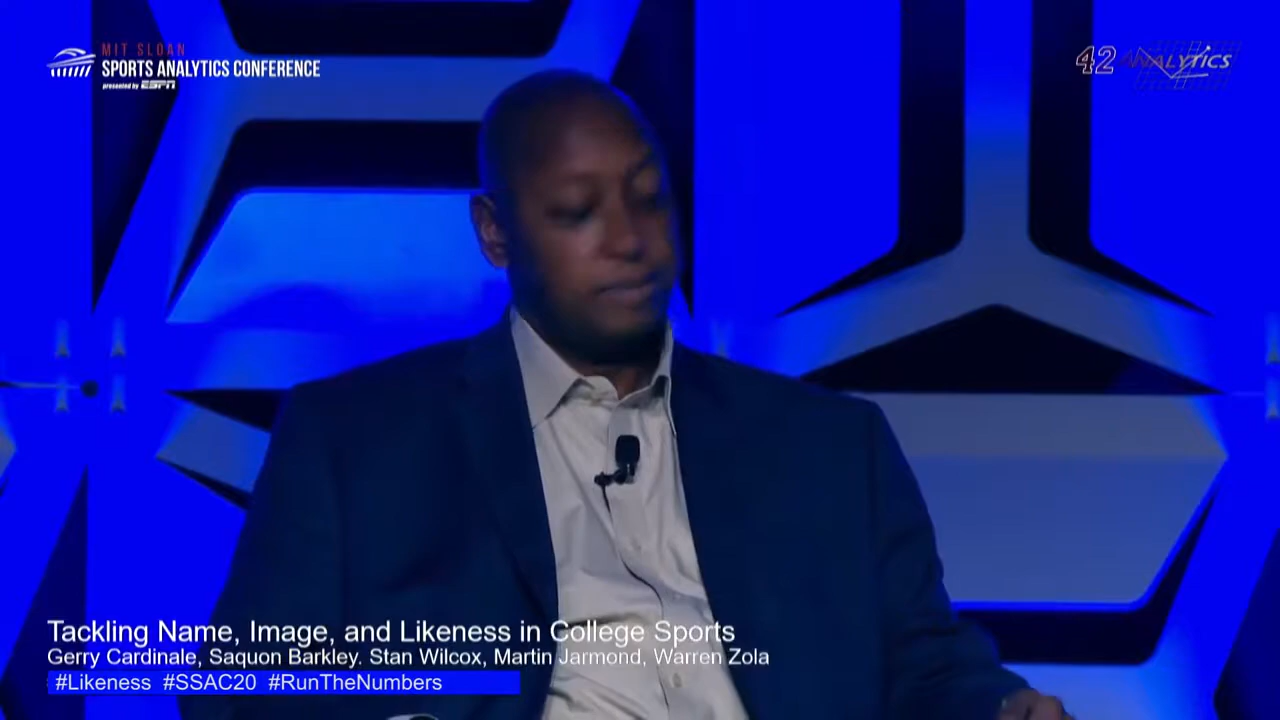 MIT SLOAN
SPORTS ANALYTICS CONFERENCE
presented by ESPN
42 ANALYTICS
Tackling Name, Image, and Likeness in College Sports
Gerry Cardinale, Saquon Barkley. Stan Wilcox, Martin Jarmond, Warren Zola
#Likeness #SSAC20 #RunTheNumbers